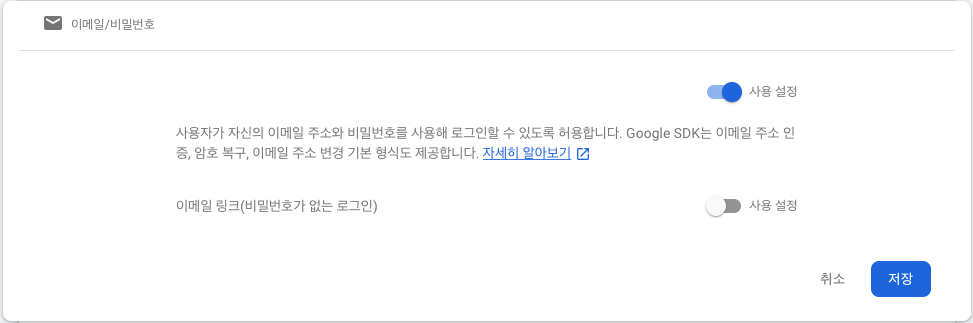 이메일/비밀번호
사용 설정
사용자가 자신의 이메일 주소와 비밀번호를 사용해 로그인할 수 있도록 허용합니다. Google SDK는 이메일 주소 인
증, 암호 복구, 이메일 주소 변경 기본 형식도 제공합니다. 자세히 알아보기
이메일 링크(비밀번호가 없는 로그인) 사용 설정
취소 저장